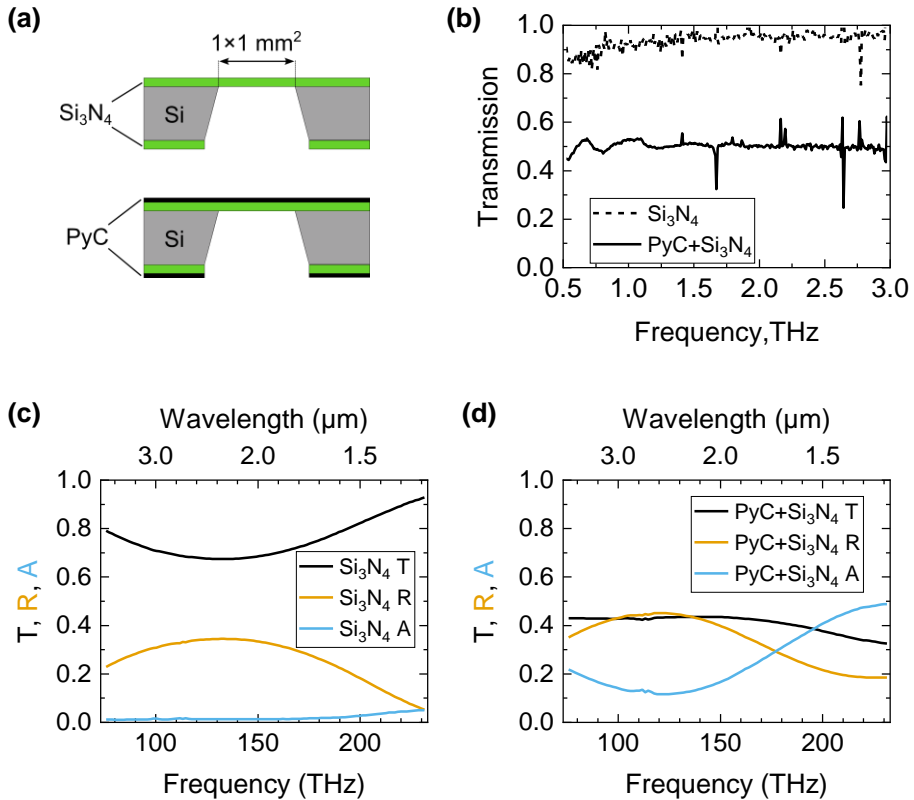 (a)
1×1 mm²
Si₃N₄
Si
PyC
Si
(b)
Transmission
1.0
0.8
0.6
0.4
0.2
0.0
Si₃N₄
PyC+Si₃N₄
0.5 1.0 1.5 2.0 2.5 3.0
Frequency,THz
(c)
Wavelength (μm)
3.0 2.0 1.5
T, R, A
1.0
0.8
0.6
0.4
0.2
0.0
Si₃N₄ T
Si₃N₄ R
Si₃N₄ A
100 150 200
Frequency (THz)
(d)
Wavelength (μm)
3.0 2.0 1.5
T, R, A
1.0
0.8
0.6
0.4
0.2
0.0
PyC+Si₃N₄ T
PyC+Si₃N₄ R
PyC+Si₃N₄ A
100 150 200
Frequency (THz)